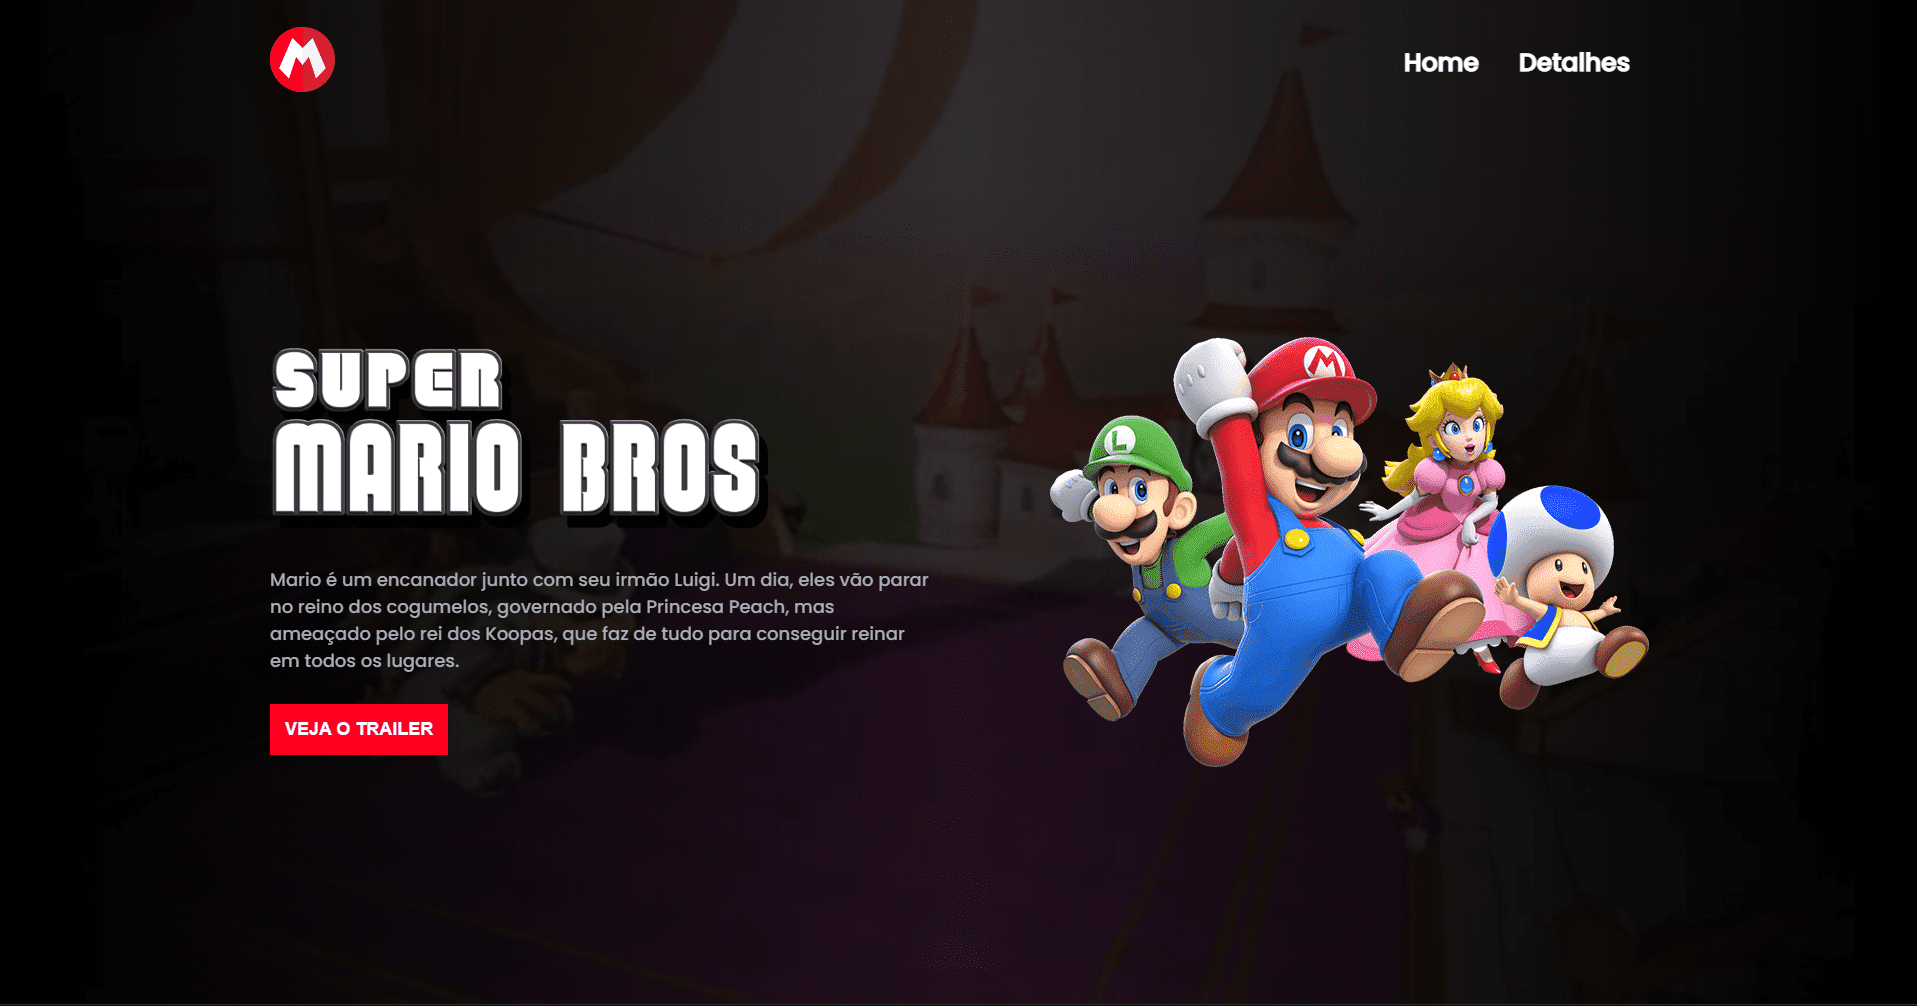 M
Home Detalhes
SUPER
MARIO BROS
M
L
Mario é um encanador junto com seu irmão Luigi. Um dia, eles vão parar
no reino dos cogumelos, governado pela Princesa Peach, mas
ameaçado pelo rei dos Koopas, que faz de tudo para conseguir reinar
em todos os lugares.
VEJA O TRAILER